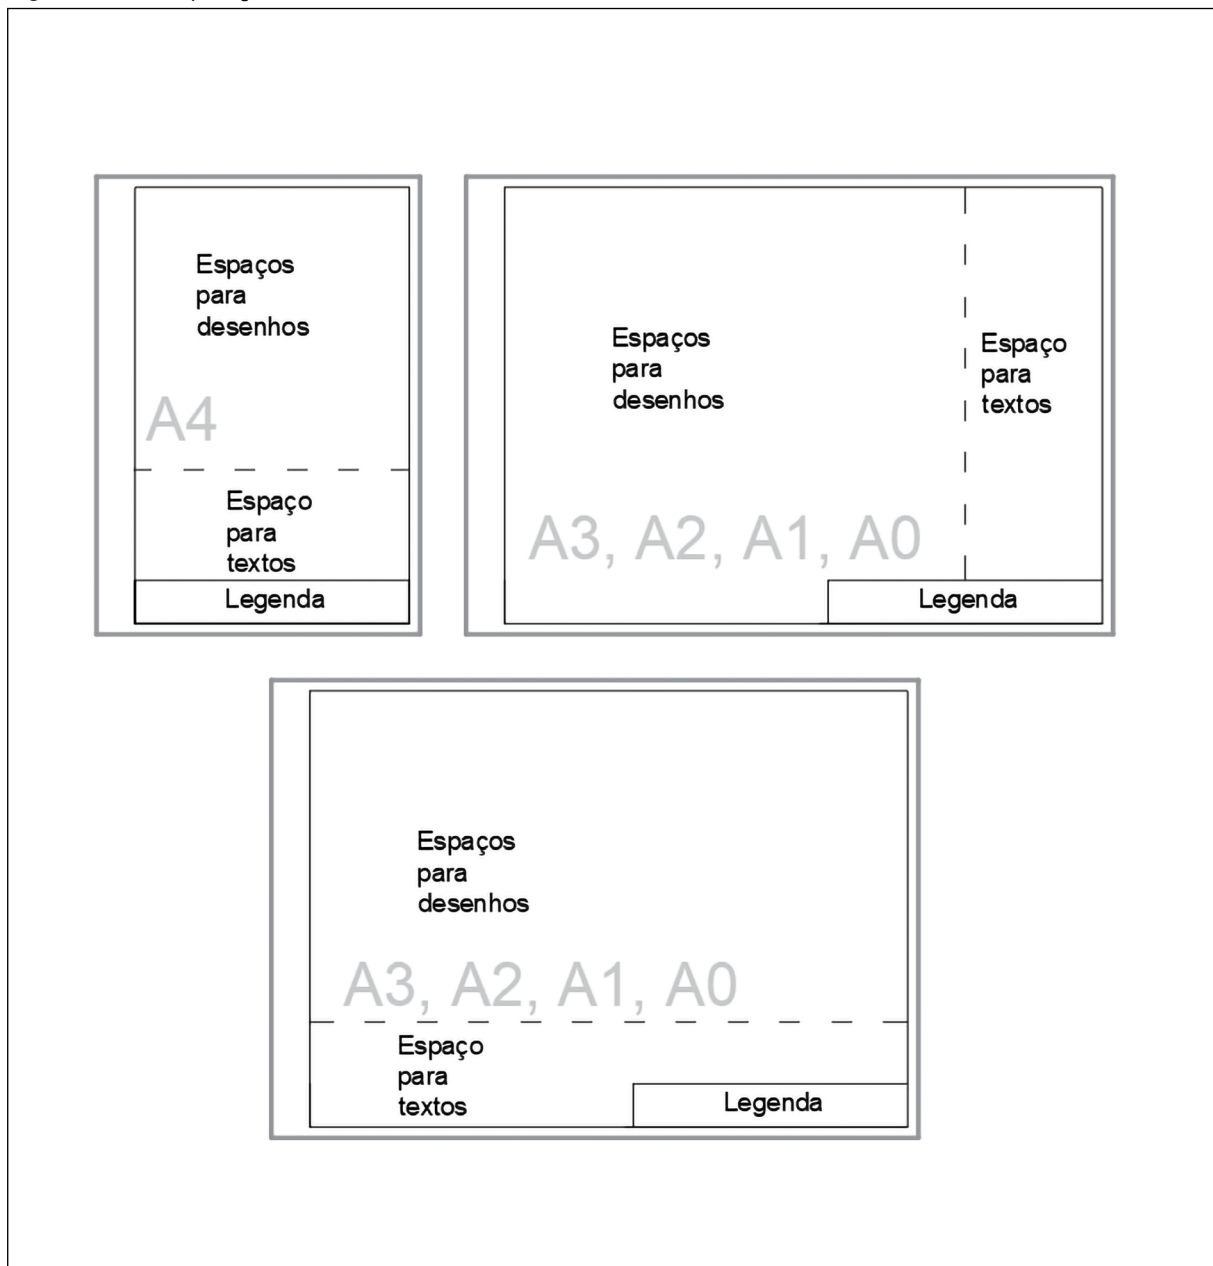 Espaços
para
desenhos
A4
Espaço
para
textos
Legenda
Espaços
para
desenhos
Espaço
para
textos
A3, A2, A1, A0
Legenda
Espaços
para
desenhos
A3, A2, A1, A0
Espaço
para
textos
Legenda